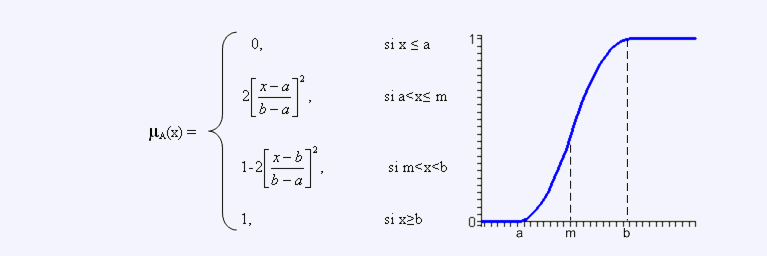 0, si x ≤ a
2[(x − a)/(b − a)]², si a<x≤ m
μA(x) =
1-2[(x − b)/(b − a)]², si m<x<b
1, si x≥b
1
0
a m b